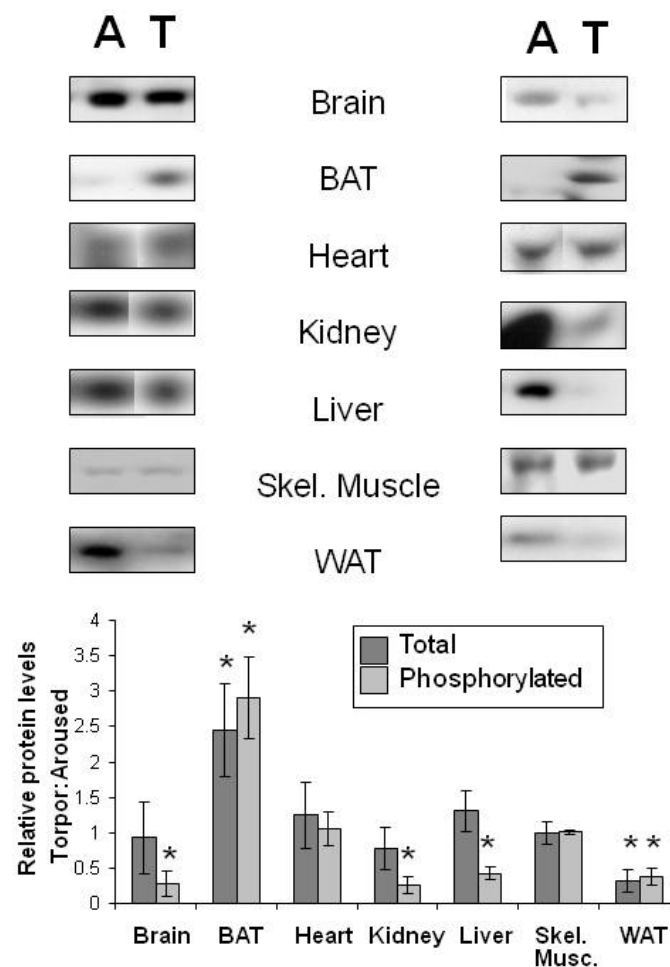 A T
A T
Brain
BAT
Heart
Kidney
Liver
Skel. Muscle
WAT
Relative protein levels
Torpor:Aroused
4
3.5
3
2.5
2
1.5
1
0.5
0
Total
Phosphorylated
*
*
*
*
*
* *
Brain BAT Heart Kidney Liver Skel. Musc. WAT